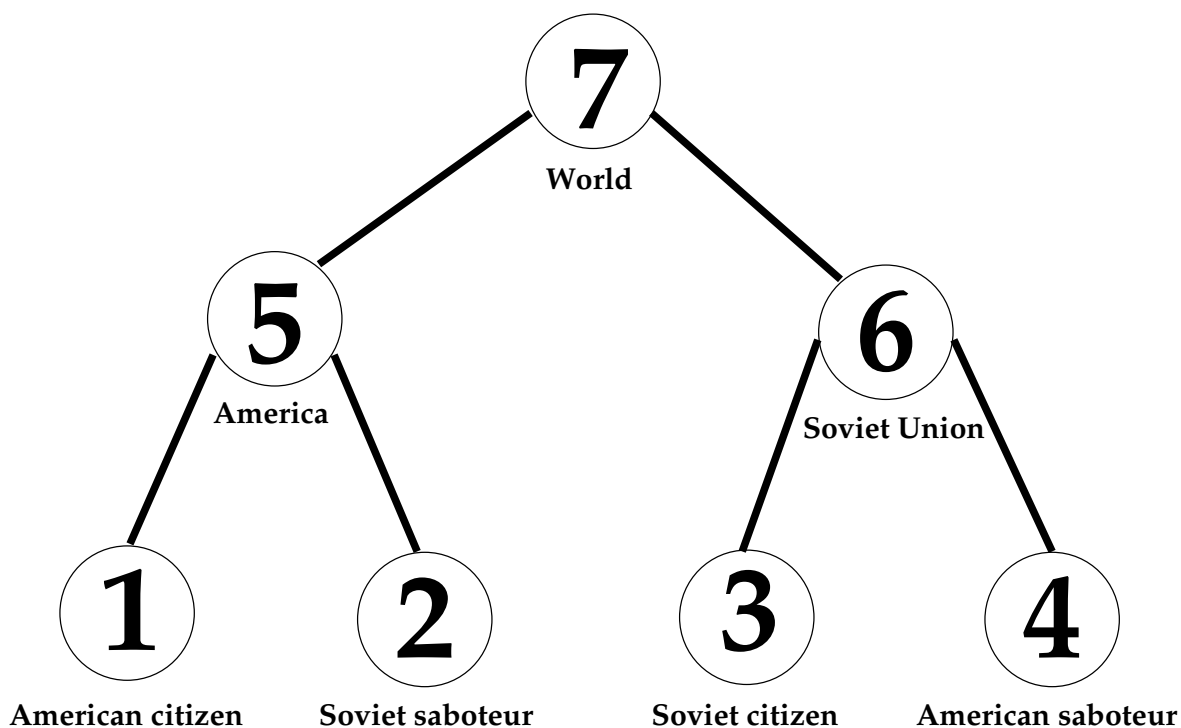 7
World
5
6
America
Soviet Union
1
2
3
4
American citizen
Soviet saboteur
Soviet citizen
American saboteur